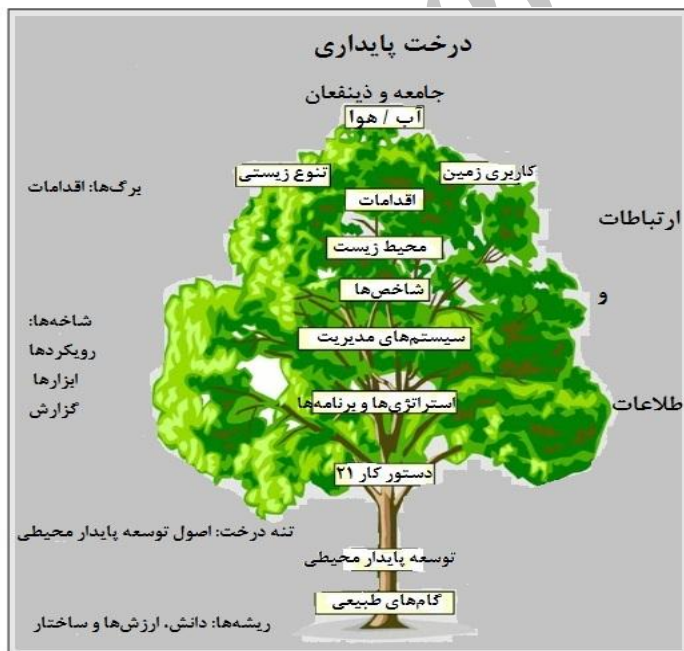 درخت پایداری
جامعه و ذینفعان
آب / هوا
تنوع زیستی
کاربری زمین
برگ‌ها: اقدامات
اقدامات
ارتباطات
محیط زیست
شاخص‌ها
و
شاخه‌ها:
رویکردها
ابزارها
گزارش
سیستم‌های مدیریت
استراتژی‌ها و برنامه‌ها
طلاعات
دستور کار ۲۱
تنه درخت: اصول توسعه پایدار محیطی
توسعه پایدار محیطی
گام‌های طبیعی
ریشه‌ها: دانش، ارزش‌ها و ساختار